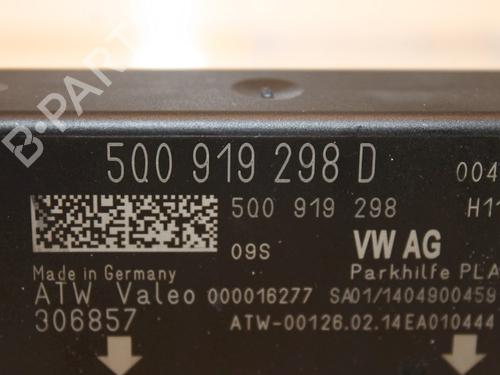 5Q0 919 298 D 004
5Q0 919 298 H11
09S VW AG
Made in Germany Parkhilfe PLA
ATW Valeo 000016277 SA01/1404900459
306857 ATW-00126.02.14EA010444
B-PARTS